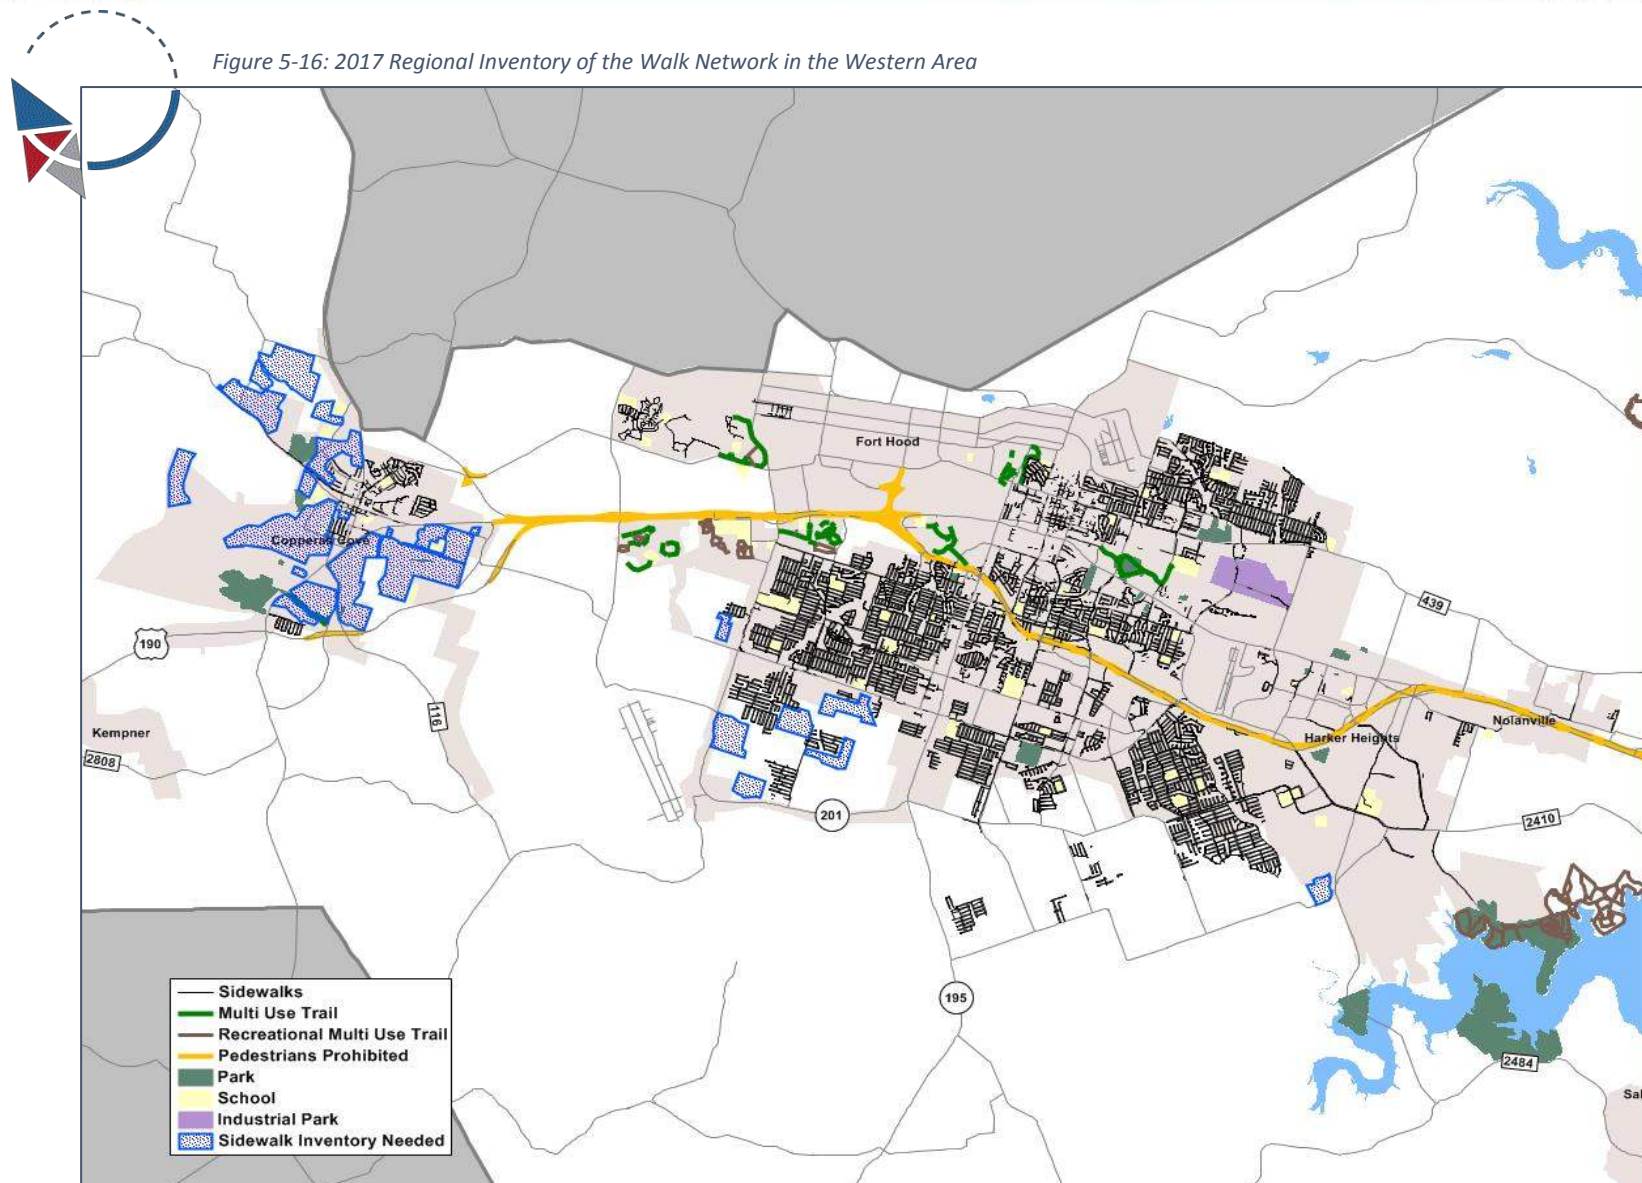 Figure 5-16: 2017 Regional Inventory of the Walk Network in the Western Area
Fort Hood
Copperas Cove
190
116
439
Kempner
2808
Nolanville
Harker Heights
201
2410
195
2484
Sal
Sidewalks
Multi Use Trail
Recreational Multi Use Trail
Pedestrians Prohibited
Park
School
Industrial Park
Sidewalk Inventory Needed